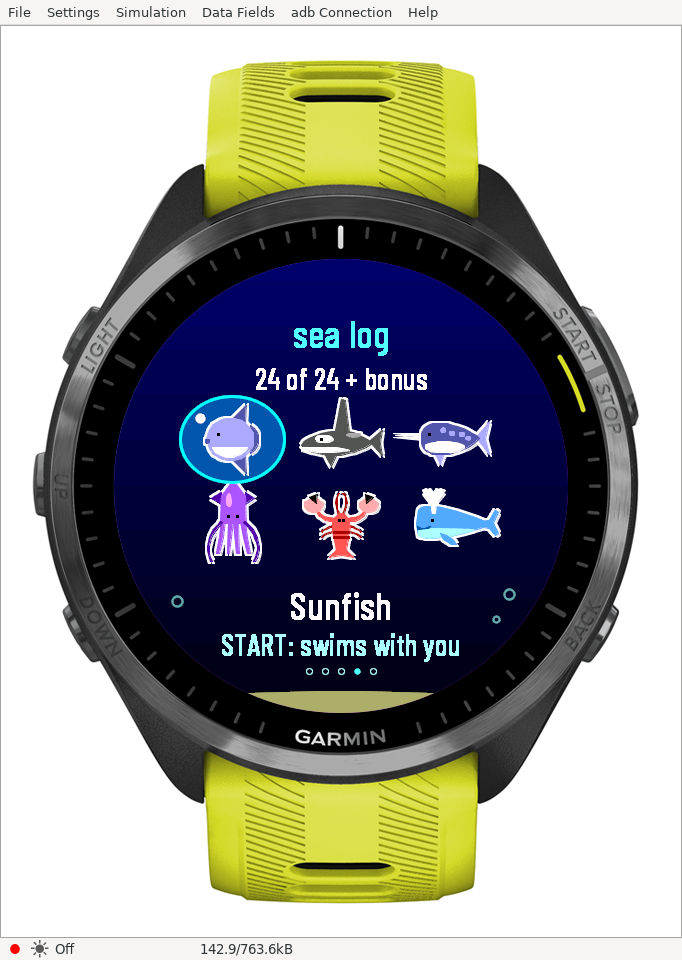 File Settings Simulation Data Fields adb Connection Help
LIGHT
START
STOP
UP
DOWN
BACK
sea log
24 of 24 + bonus
Sunfish
START: swims with you
GARMIN
Off 142.9/763.6kB